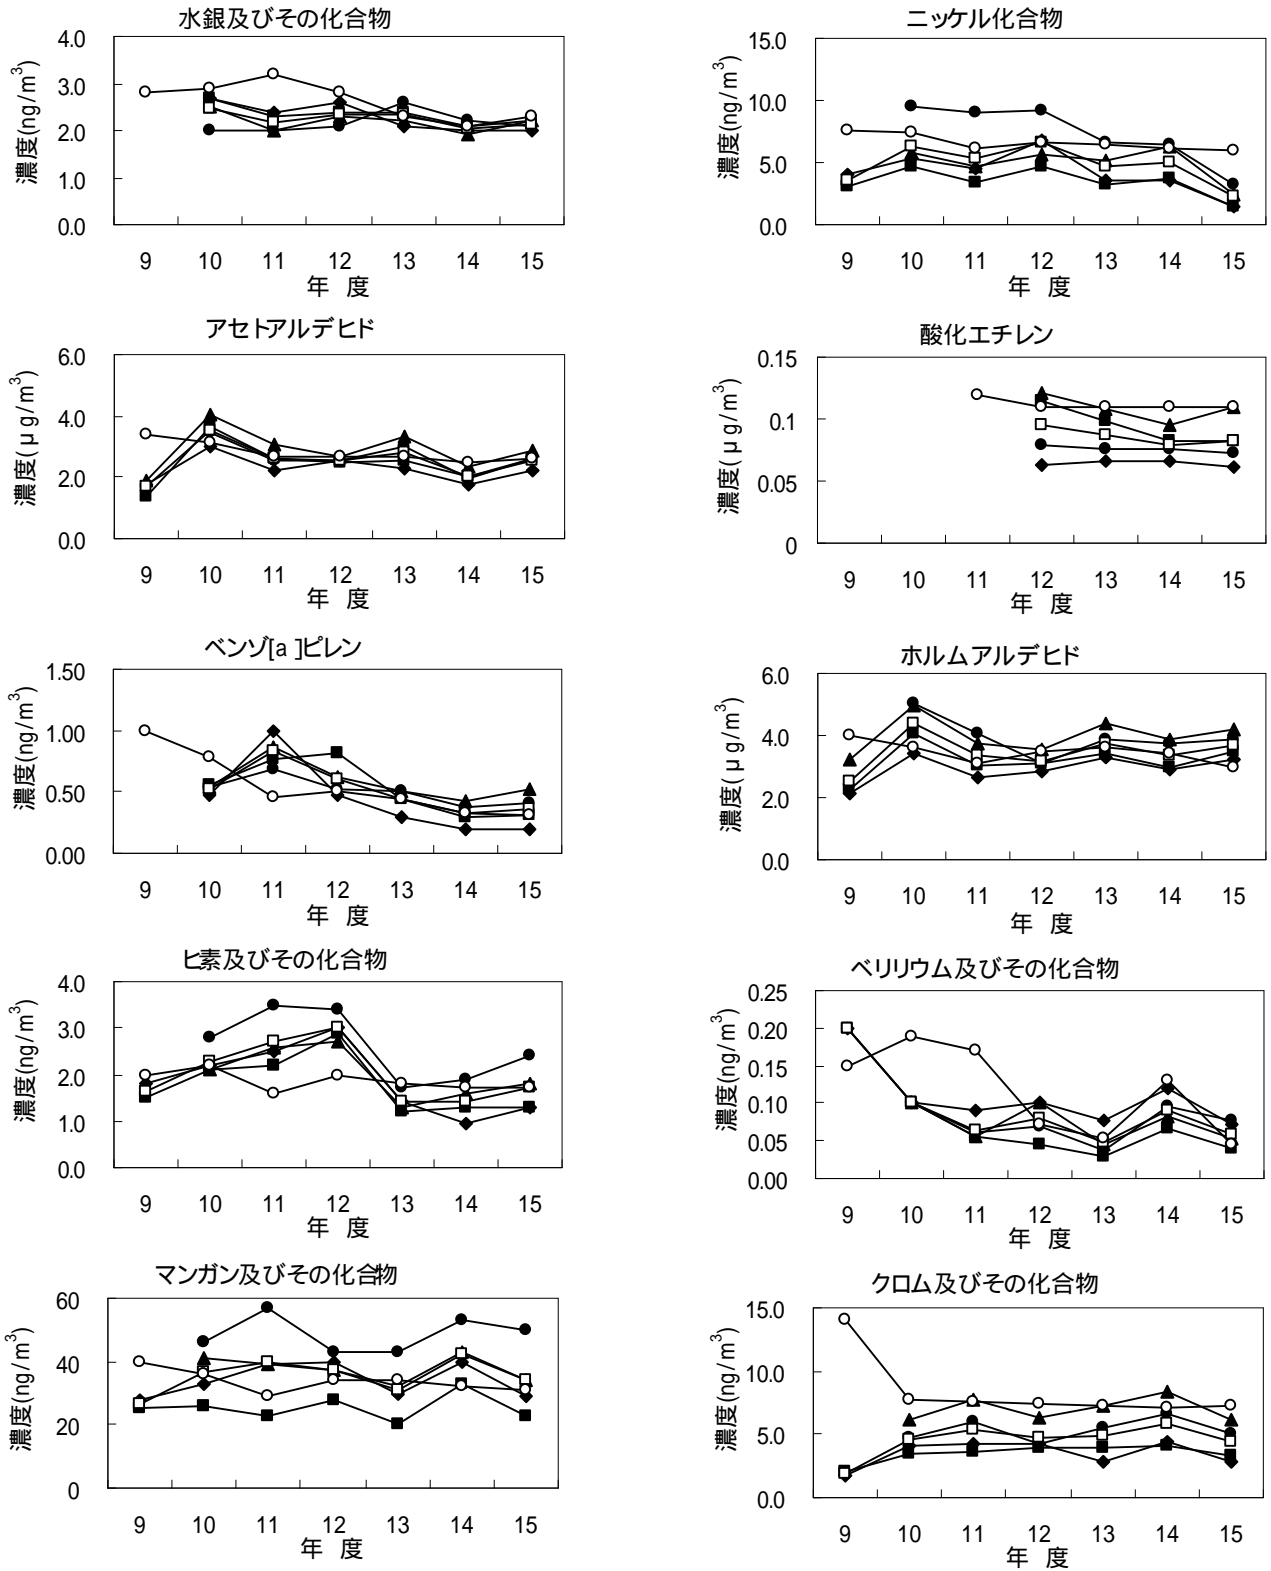 水銀及びその化合物
4.0
3.0
2.0
1.0
0.0
濃度(ng/m³)
9 10 11 12 13 14 15
年 度
ニッケル化合物
15.0
10.0
5.0
0.0
濃度(ng/m³)
9 10 11 12 13 14 15
年 度
アセトアルデヒド
6.0
4.0
2.0
0.0
濃度(μg/m³)
9 10 11 12 13 14 15
年 度
酸化エチレン
0.15
0.1
0.05
0
濃度(μg/m³)
9 10 11 12 13 14 15
年 度
ベンゾ[a]ピレン
1.50
1.00
0.50
0.00
濃度(ng/m³)
9 10 11 12 13 14 15
年 度
ホルムアルデヒド
6.0
4.0
2.0
0.0
濃度(μg/m³)
9 10 11 12 13 14 15
年 度
ヒ素及びその化合物
4.0
3.0
2.0
1.0
0.0
濃度(ng/m³)
9 10 11 12 13 14 15
年 度
ベリリウム及びその化合物
0.25
0.20
0.15
0.10
0.05
0.00
濃度(ng/m³)
9 10 11 12 13 14 15
年 度
マンガン及びその化合物
60
40
20
0
濃度(ng/m³)
9 10 11 12 13 14 15
年 度
クロム及びその化合物
15.0
10.0
5.0
0.0
濃度(ng/m³)
9 10 11 12 13 14 15
年 度